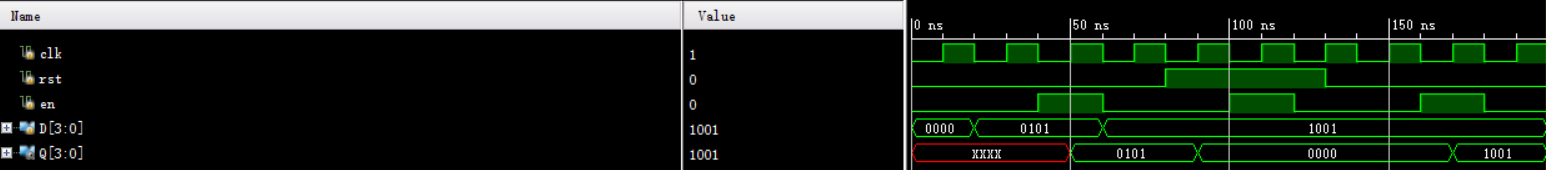 Name Value
0 ns 50 ns 100 ns 150 ns
clk 1
rst 0
en 0
D[3:0] 1001 0000 0101 1001
Q[3:0] 1001 XXXX 0101 0000 1001